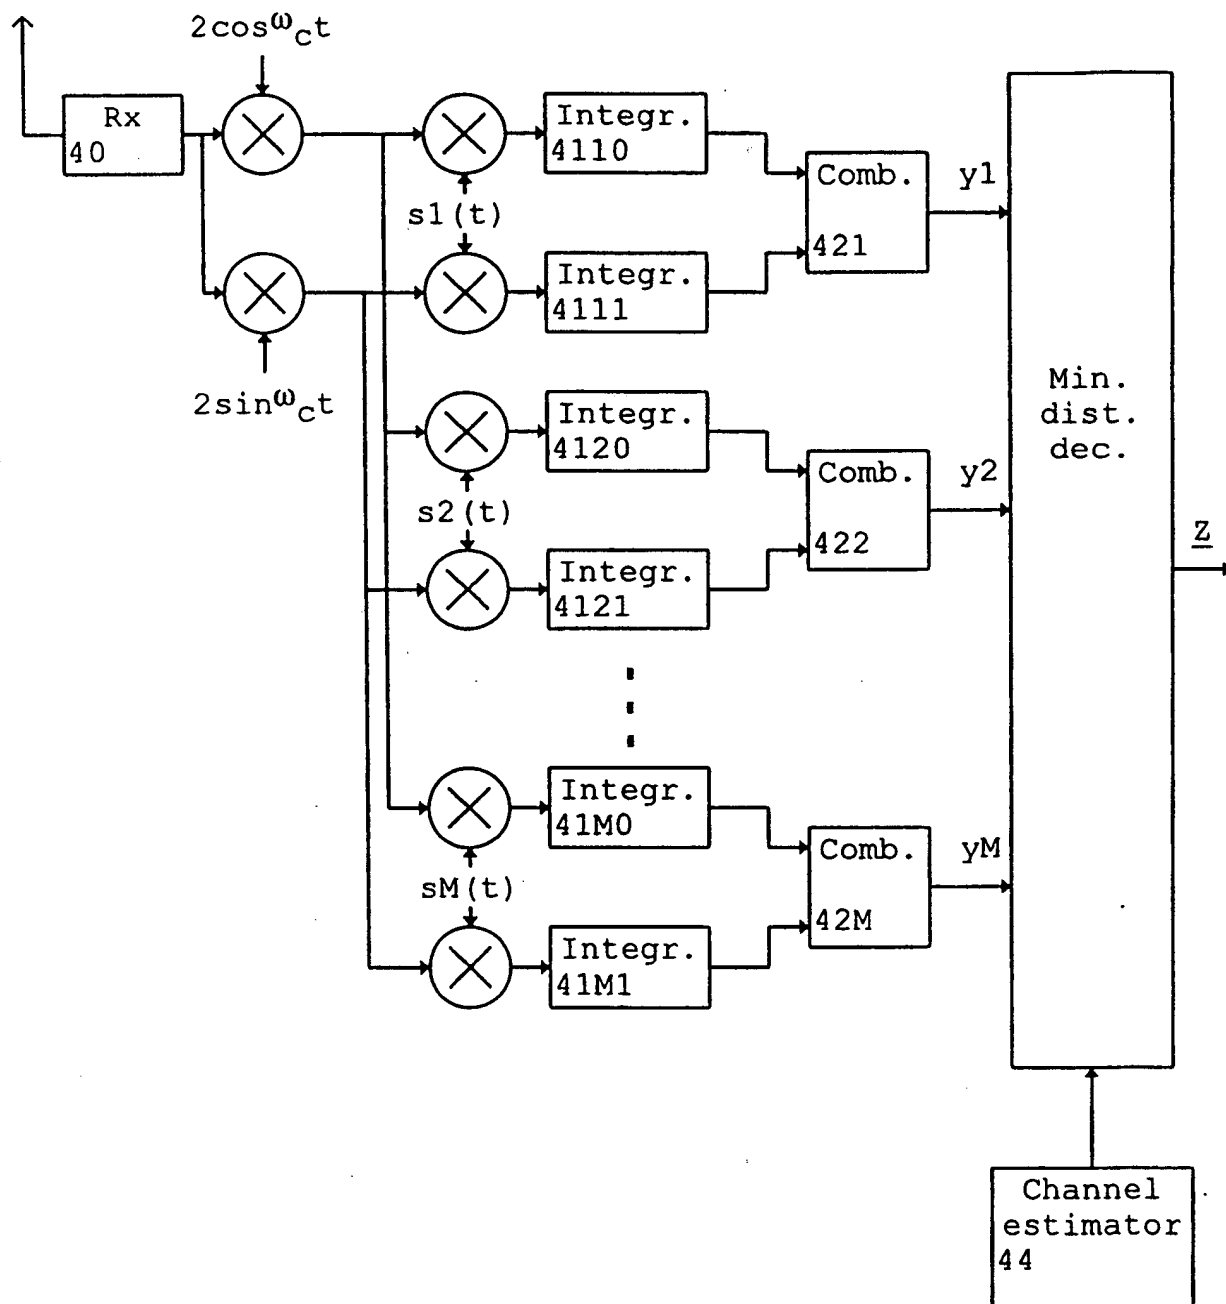 2cosωct
Rx
40
Integr.
4110
Comb.
421
y1
s1(t)
Integr.
4111
2sinωct
Min.
dist.
dec.
Integr.
4120
Comb.
422
y2
s2(t)
Integr.
4121
Z
Integr.
41M0
Comb.
42M
yM
sM(t)
Integr.
41M1
Channel
estimator
44